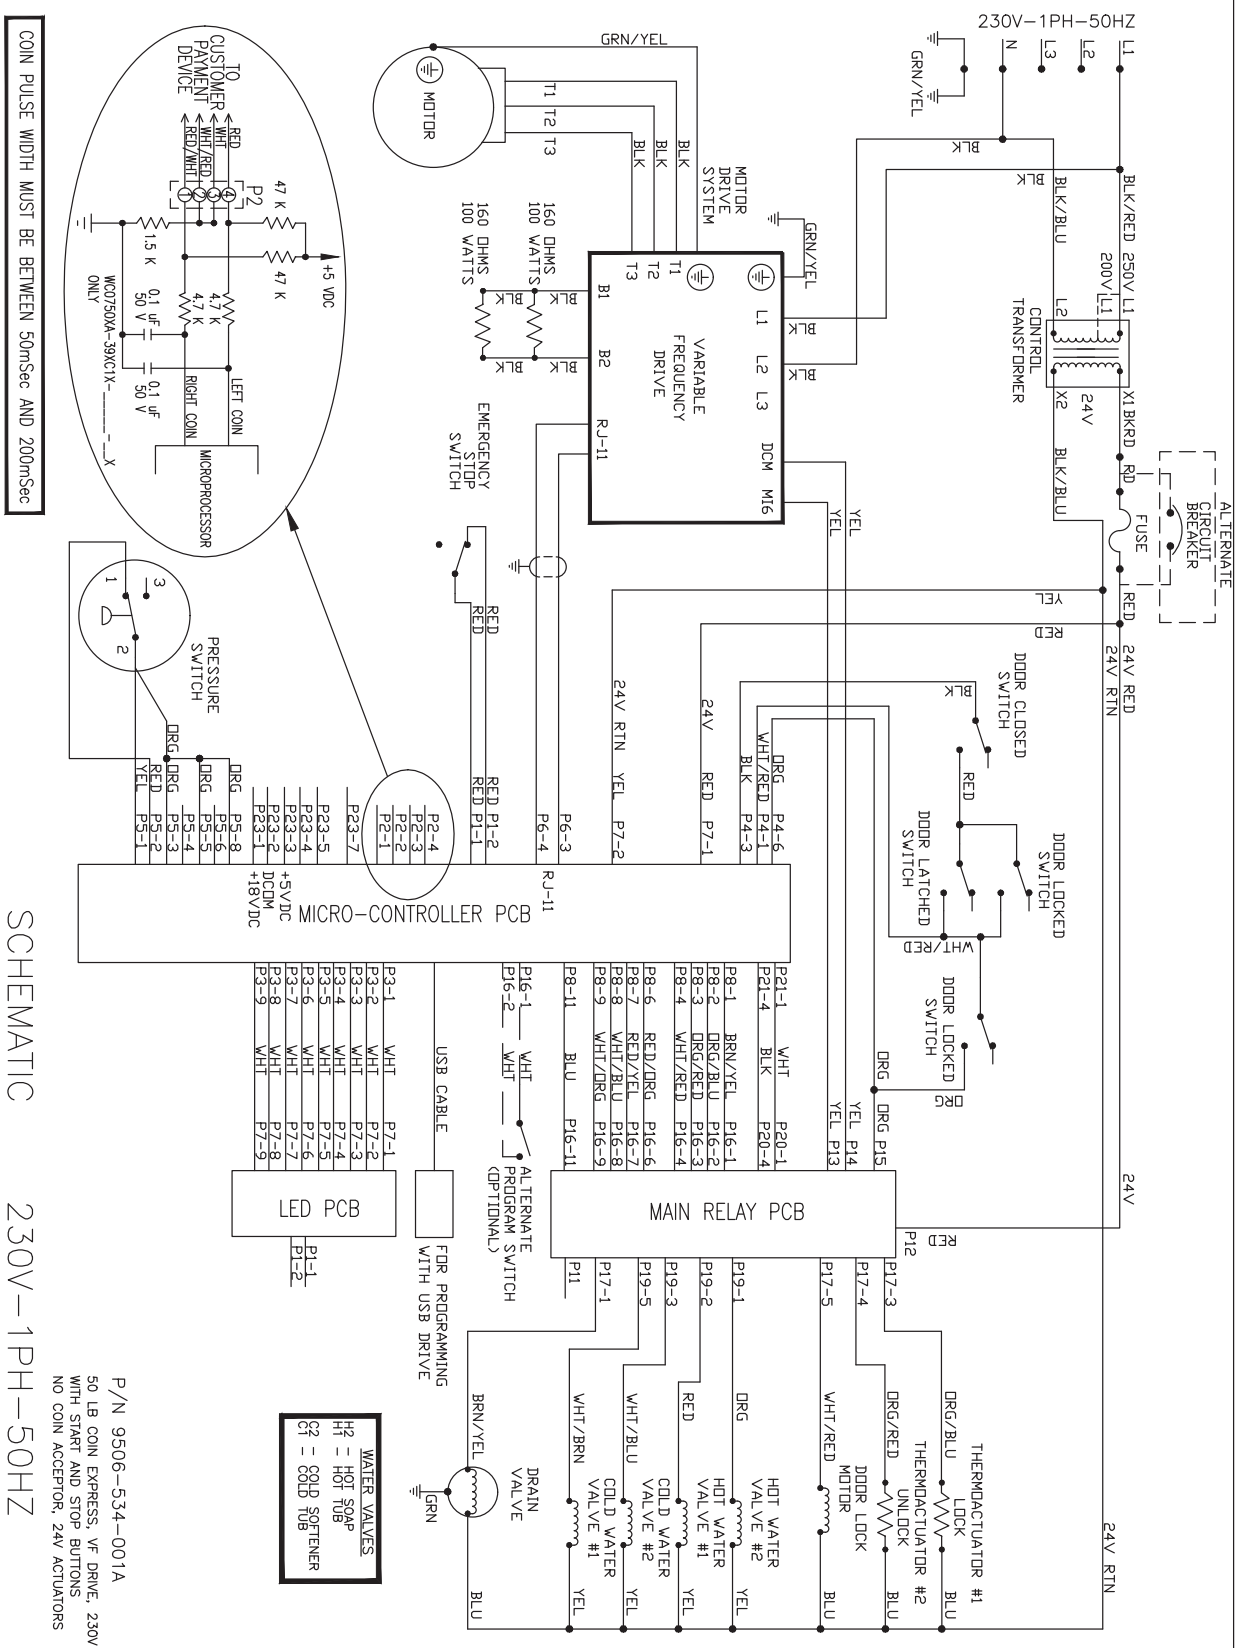 230V-1PH-50HZ
L1
L2
L3
N
GRN/YEL
BLK
BLK
BLK/RED
BLK/BLU
250V L1
200V L1
L2
CONTROL
TRANSFORMER
24V
X1
X2
BKRD
RD
BLK/BLU
FUSE
ALTERNATE
CIRCUIT
BREAKER
RED
YEL
RED
24V RED
24V RTN
24V
24V RTN
GRN/YEL
MOTOR
T1
T2
T3
BLK
BLK
BLK
MOTOR
DRIVE
SYSTEM
GRN/YEL
160 OHMS
100 WATTS
160 OHMS
100 WATTS
BLK
BLK
BLK
BLK
T1
T2
T3
B1
B2
RJ-11
VARIABLE
FREQUENCY
DRIVE
L1
L2
L3
DCM
MI6
BLK
BLK
YEL
YEL
EMERGENCY
STOP
SWITCH
RED
RED
RED
RED
TO
CUSTOMER
PAYMENT
DEVICE
RED
WHT
WHT/RED
RED/WHT
P2
4
3
2
1
47 K
47 K
+5 VDC
1.5 K
4.7 K
4.7 K
0.1 uF
50 V
0.1 uF
50 V
WC0750XA-39XC1X-______-_X
ONLY
LEFT COIN
RIGHT COIN
MICROPROCESSOR
COIN PULSE WIDTH MUST BE BETWEEN 50mSec AND 200mSec
PRESSURE
SWITCH
1
2
3
ORG
YEL
RED
ORG
ORG
ORG
P5-1
P5-2
P5-3
P5-4
P5-5
P5-6
P5-8
P23-1
P23-2
P23-3
P23-4
P23-5
P23-7
P2-1
P2-2
P2-3
P2-4
P1-1
P1-2
P6-4
P6-3
24V RTN YEL P7-2
24V RED P7-1
BLK P4-3
WHT/RED P4-1
ORG P4-6
+18VDC
DCOM
+5VDC
RJ-11
MICRO-CONTROLLER PCB
DOOR CLOSED
SWITCH
BLK
RED
DOOR LATCHED
SWITCH
DOOR LOCKED
SWITCH
WHT/RED
DOOR LOCKED
SWITCH
ORG
ORG
P3-1 WHT P7-1
P3-2 WHT P7-2
P3-3 WHT P7-3
P3-4 WHT P7-4
P3-5 WHT P7-5
P3-6 WHT P7-6
P3-7 WHT P7-7
P3-8 WHT P7-8
P3-9 WHT P7-9
LED PCB
P1-1
P1-2
USB CABLE
FOR PROGRAMMING
WITH USB DRIVE
P16-1 WHT
P16-2 WHT
ALTERNATE
PROGRAM SWITCH
(OPTIONAL)
P8-11 BLU P16-11
P8-9 WHT/ORG P16-9
P8-8 WHT/BLU P16-8
P8-7 RED/YEL P16-7
P8-6 RED/ORG P16-6
P8-4 WHT/RED P16-4
P8-3 ORG/RED P16-3
P8-2 ORG/BLU P16-2
P8-1 BRN/YEL P16-1
P21-4 BLK P20-4
P21-1 WHT P20-1
YEL P13
YEL P14
ORG P15
MAIN RELAY PCB
P12
RED
P11
P17-1
P19-5
P19-3
P19-2
P19-1
P17-5
P17-4
P17-3
BRN/YEL
DRAIN
VALVE
GRN
BLU
WHT/BRN
COLD WATER
VALVE #1
YEL
WHT/BLU
COLD WATER
VALVE #2
YEL
RED
HOT WATER
VALVE #1
YEL
ORG
HOT WATER
VALVE #2
YEL
WHT/RED
DOOR LOCK
MOTOR
BLU
ORG/RED
THERMOACTUATOR #2
UNLOCK
BLU
ORG/BLU
THERMOACTUATOR #1
LOCK
BLU
WATER VALVES
H2 - HOT SOAP
H1 - HOT TUB
C2 - COLD SOFTENER
C1 - COLD TUB
SCHEMATIC 230V-1PH-50HZ
P/N 9506-534-001A
50 LB COIN EXPRESS, VF DRIVE, 230V
WITH START AND STOP BUTTONS
NO COIN ACCEPTOR, 24V ACTUATORS